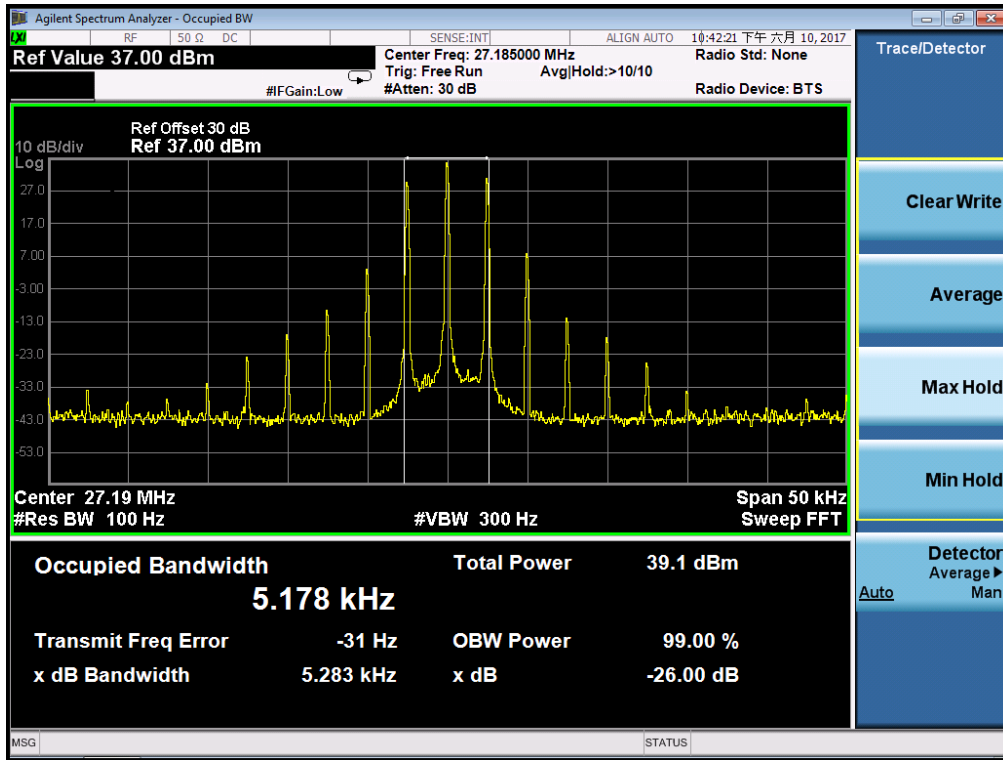 Agilent Spectrum Analyzer - Occupied BW
LXI RF 50 Ω DC SENSE:INT ALIGN AUTO 10:42:21 下午 六月 10, 2017
Ref Value 37.00 dBm
Center Freq: 27.185000 MHz Radio Std: None
Trig: Free Run Avg|Hold:>10/10
#IFGain:Low #Atten: 30 dB Radio Device: BTS
Trace/Detector
Ref Offset 30 dB
10 dB/div Ref 37.00 dBm
Log
27.0
17.0
7.00
-3.00
-13.0
-23.0
-33.0
-43.0
-53.0
Center 27.19 MHz Span 50 kHz
#Res BW 100 Hz #VBW 300 Hz Sweep FFT
Occupied Bandwidth Total Power 39.1 dBm
5.178 kHz
Transmit Freq Error -31 Hz OBW Power 99.00 %
x dB Bandwidth 5.283 kHz x dB -26.00 dB
Clear Write
Average
Max Hold
Min Hold
Detector
Average
Auto Man
MSG STATUS